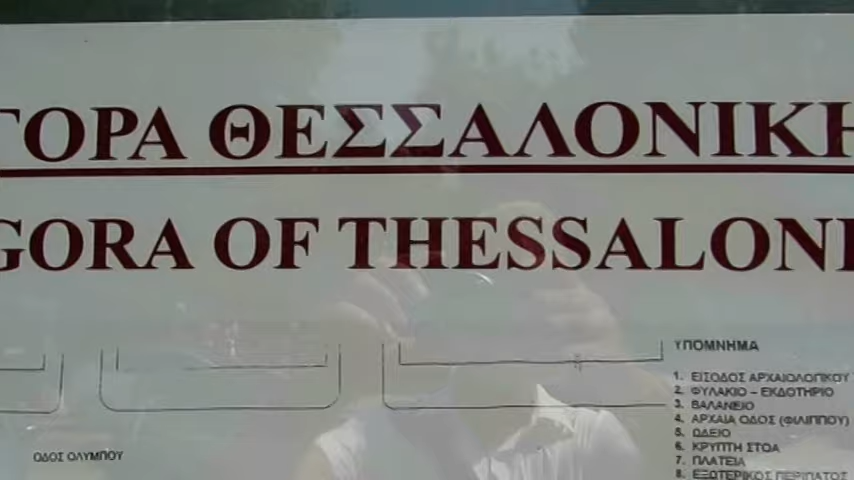 ΓΟΡΑ ΘΕΣΣΑΛΟΝΙΚΗ
GORA OF THESSALONI
ΥΠΟΜΝΗΜΑ
1. ΕΙΣΟΔΟΣ ΑΡΧΑΙΟΛΟΓΙΚΟΥ
2. ΦΥΛΑΚΙΟ – ΕΚΔΟΤΗΡΙΟ
3. ΒΑΛΑΝΕΙΟ
4. ΑΡΧΑΙΑ ΟΔΟΣ (ΦΙΛΙΠΠΟΥ)
5. ΩΔΕΙΟ
6. ΚΡΥΠΤΗ ΣΤΟΑ
7. ΠΛΑΤΕΙΑ
8. ΕΞΩΤΕΡΙΚΟΣ ΠΕΡΙΠΑΤΟΣ
ΟΔΟΣ ΟΛΥΜΠΟΥ